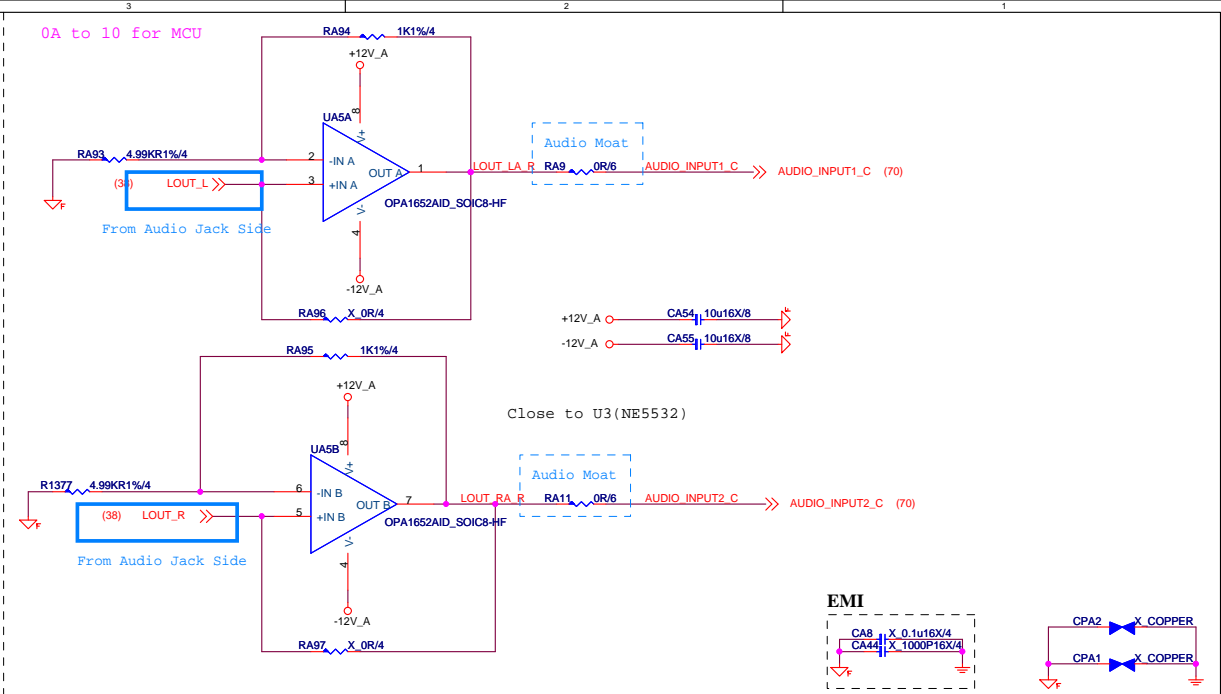 3 2 1
0A to 10 for MCU
RA94 1K1%/4
+12V_A
8
UA5A
V+
RA93 4.99KR1%/4
2 -IN A
OUT A 1
3 +IN A
(38) LOUT_L
V-
4
OPA1652AID_SOIC8-HF
F
From Audio Jack Side
-12V_A
RA96 X_0R/4
Audio Moat
LOUT_LA_R RA9 0R/6 AUDIO_INPUT1_C AUDIO_INPUT1_C (70)
+12V_A CA54 10u16X/8 F
-12V_A CA55 10u16X/8 F
RA95 1K1%/4
+12V_A
8
Close to U3(NE5532)
UA5B
V+
R1377 4.99KR1%/4
6 -IN B
OUT B 7
5 +IN B
(38) LOUT_R
V-
4
OPA1652AID_SOIC8-HF
F
From Audio Jack Side
-12V_A
RA97 X_0R/4
Audio Moat
LOUT_RA_R RA11 0R/6 AUDIO_INPUT2_C AUDIO_INPUT2_C (70)
EMI
CA8 X_0.1u16X/4
CA44 X_1000P16X/4
F
CPA2 X_COPPER
CPA1 X_COPPER
F